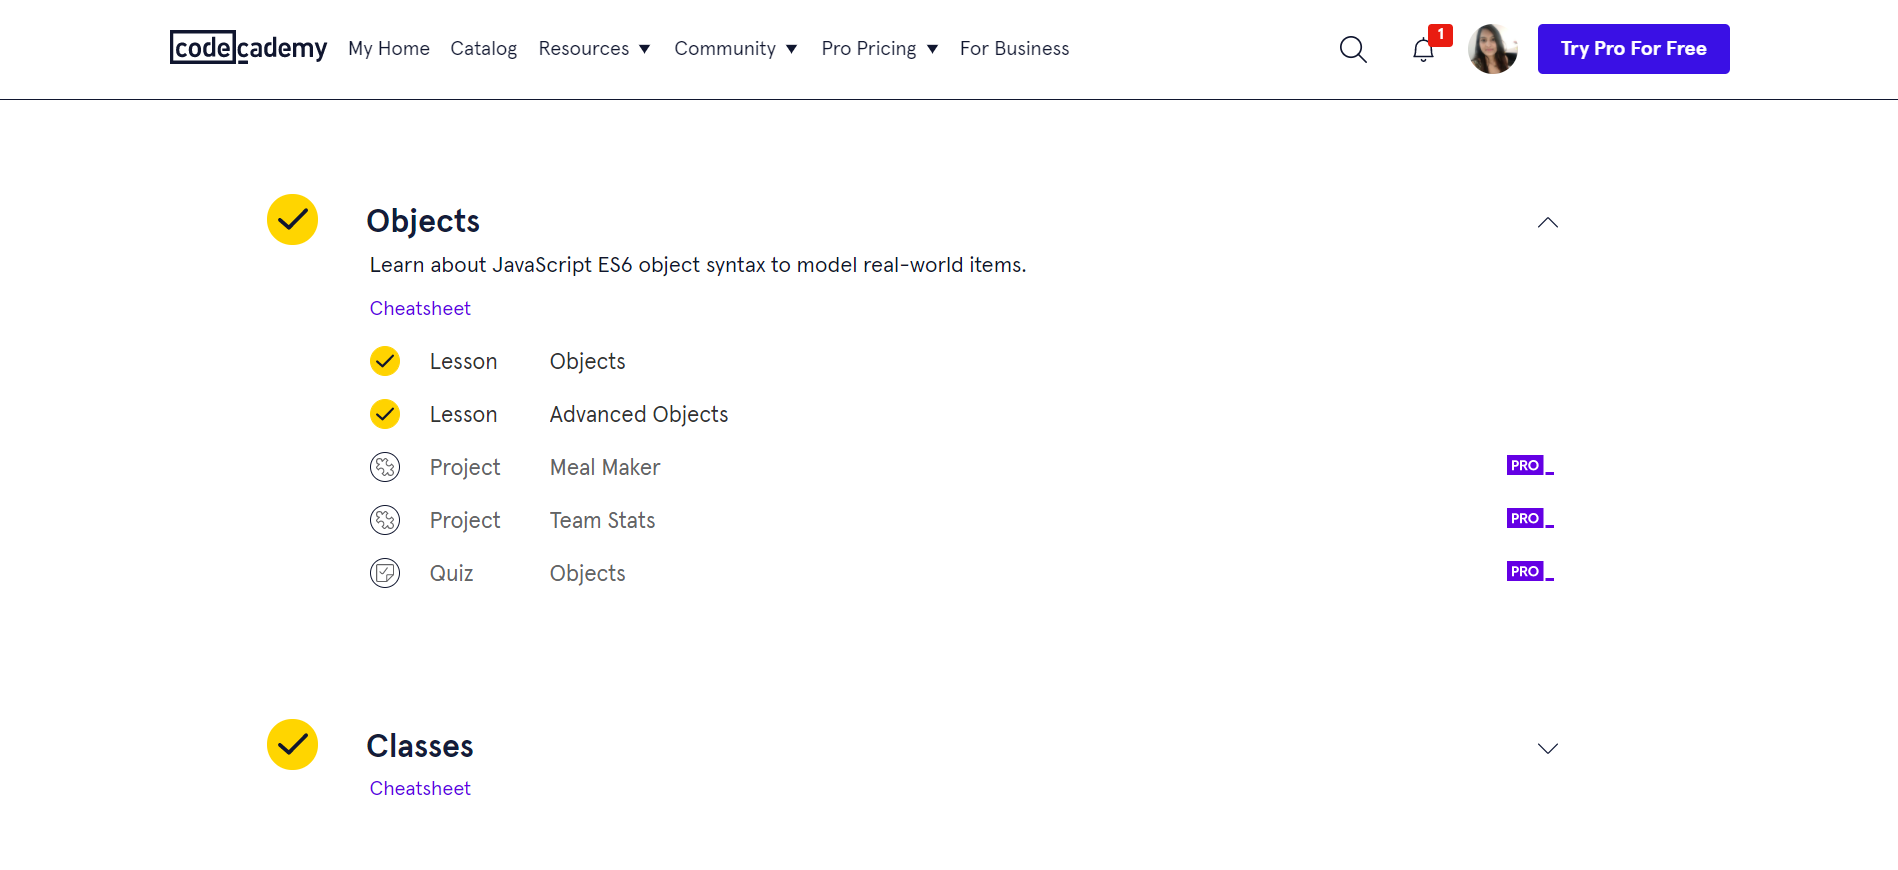 codecademy My Home Catalog Resources Community Pro Pricing For Business 1 Try Pro For Free
Objects
Learn about JavaScript ES6 object syntax to model real-world items.
Cheatsheet
Lesson Objects
Lesson Advanced Objects
Project Meal Maker PRO
Project Team Stats PRO
Quiz Objects PRO
Classes
Cheatsheet